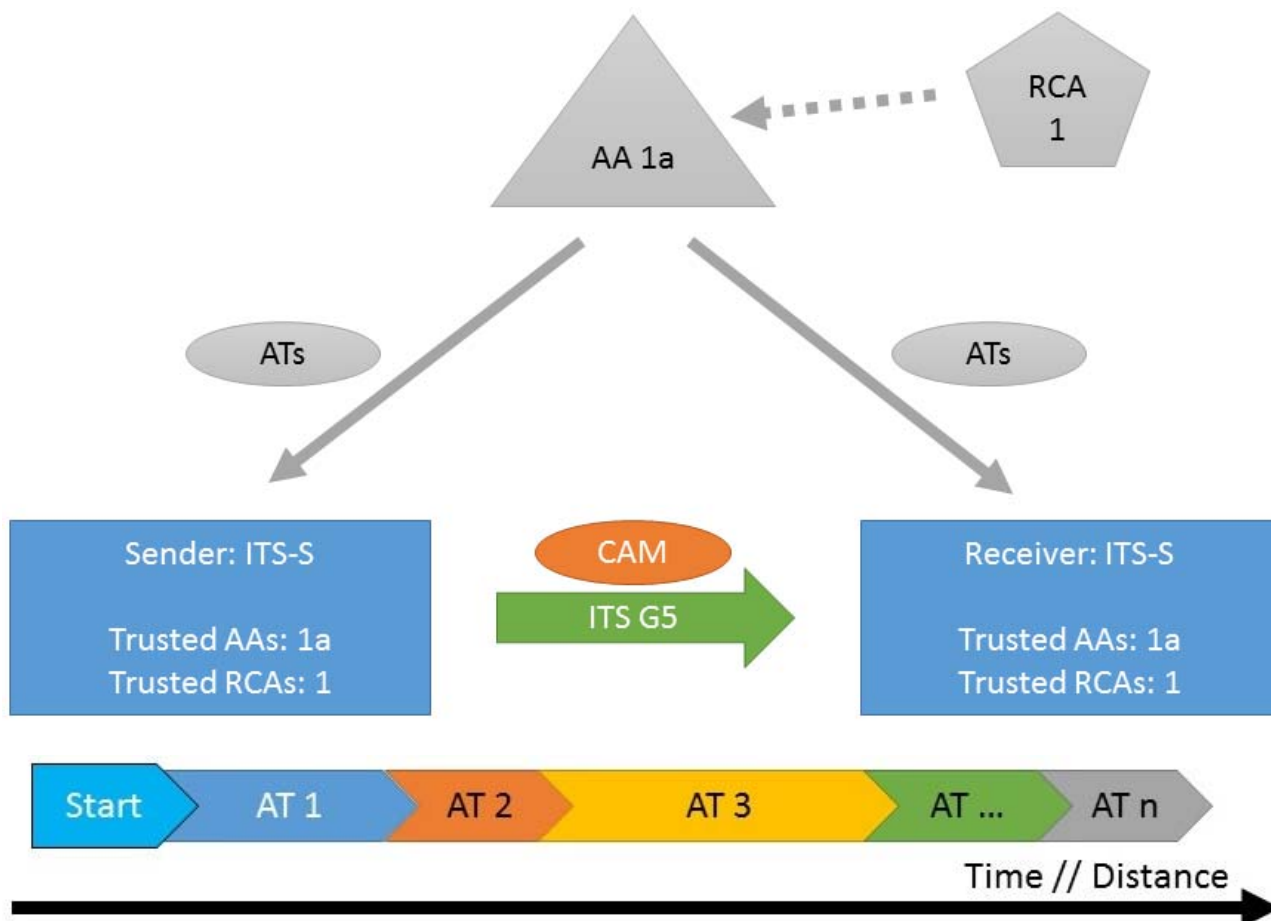 RCA
1
AA 1a
ATs
ATs
Sender: ITS-S
Trusted AAs: 1a
Trusted RCAs: 1
CAM
ITS G5
Receiver: ITS-S
Trusted AAs: 1a
Trusted RCAs: 1
Start
AT 1
AT 2
AT 3
AT ...
AT n
Time // Distance